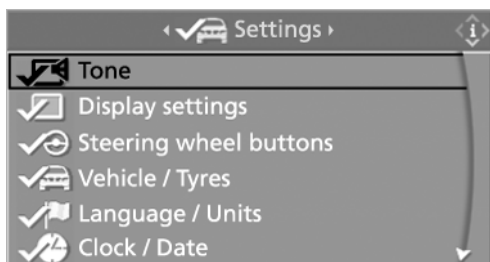 Settings
Tone
Display settings
Steering wheel buttons
Vehicle / Tyres
Language / Units
Clock / Date